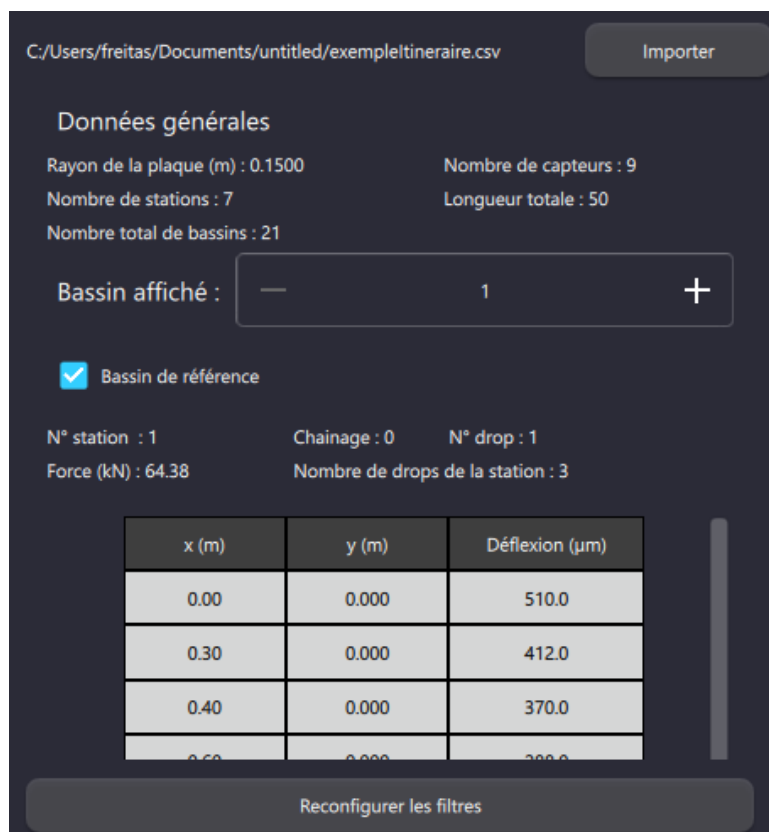 C:/Users/freitas/Documents/untitled/exempleItineraire.csv Importer
Données générales
Rayon de la plaque (m) : 0.1500 Nombre de capteurs : 9
Nombre de stations : 7 Longueur totale : 50
Nombre total de bassins : 21
Bassin affiché : — 1 +
Bassin de référence
N° station : 1 Chainage : 0 N° drop : 1
Force (kN) : 64.38 Nombre de drops de la station : 3
x (m) y (m) Déflexion (µm)
0.00 0.000 510.0
0.30 0.000 412.0
0.40 0.000 370.0
Reconfigurer les filtres